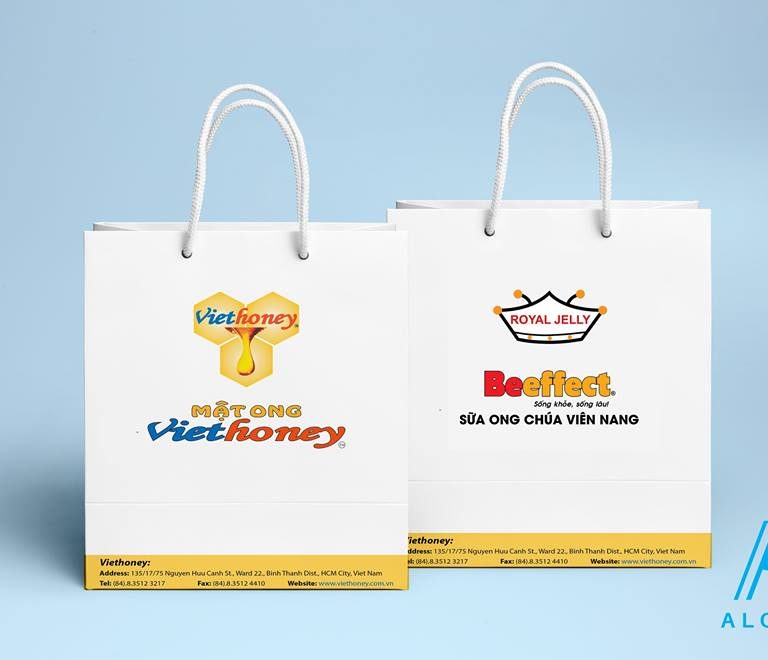 Viethoney
MẬT ONG
Viethoney
Viethoney:
Address: 135/17/75 Nguyen Huu Canh St., Ward 22., Binh Thanh Dist., HCM City, Viet Nam
Tel: (84).8.3512 3217 Fax: (84).8.3512 4410 Website: www.viethoney.com.vn
ROYAL JELLY
Beeffect®
Sống khỏe, sống lâu!
SỮA ONG CHÚA VIÊN NANG
Viethoney:
135/17/75 Nguyen Huu Canh St., Ward 22., Binh Thanh Dist., HCM City, Viet Nam
(84).8.3512 3217 Fax: (84).8.3512 4410 Website: www.viethoney.com.vn